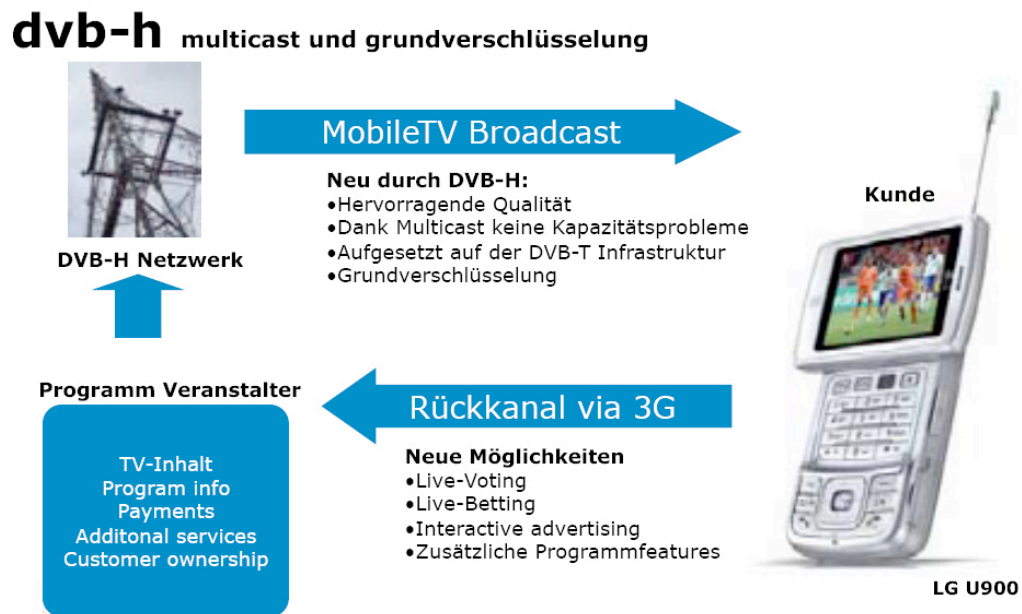 dvb-h multicast und grundverschlüsselung
MobileTV Broadcast
Neu durch DVB-H:
•Hervorragende Qualität
•Dank Multicast keine Kapazitätsprobleme
•Aufgesetzt auf der DVB-T Infrastruktur
•Grundverschlüsselung
Kunde
DVB-H Netzwerk
Programm Veranstalter
TV-Inhalt
Program info
Payments
Additonal services
Customer ownership
Rückkanal via 3G
Neue Möglichkeiten
•Live-Voting
•Live-Betting
•Interactive advertising
•Zusätzliche Programmfeatures
LG U900